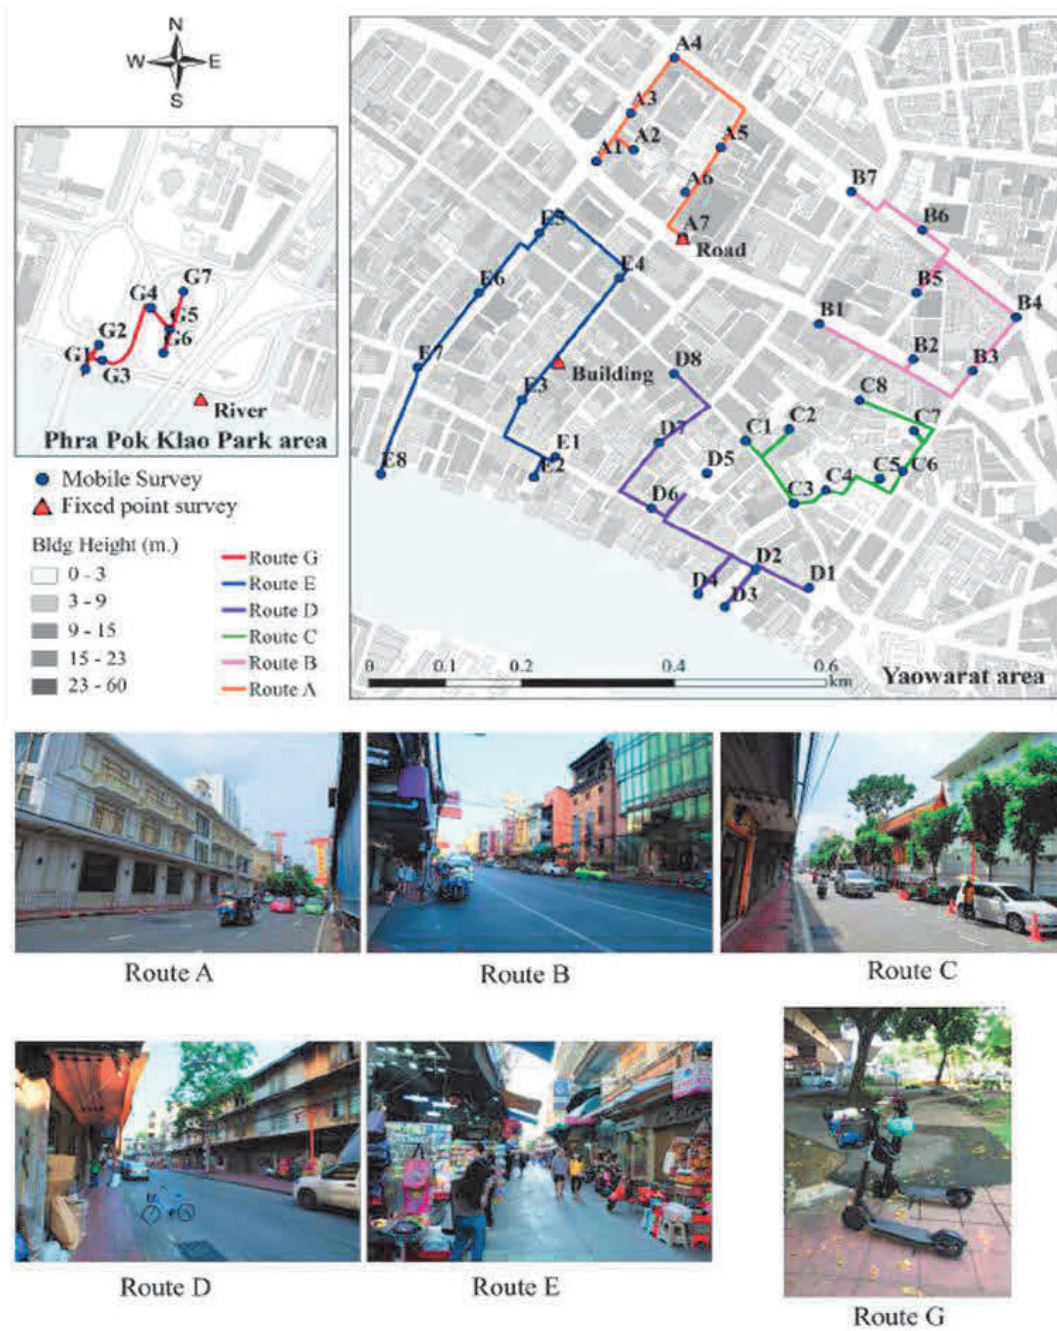 N
W E
S
G7
G4
G5
G2
G6
G1
G3
River
Phra Pok Klao Park area
Mobile Survey
Fixed point survey
Bldg Height (m.)
0 - 3
3 - 9
9 - 15
15 - 23
23 - 60
Route G
Route E
Route D
Route C
Route B
Route A
A4
A3
A5
A2
A1
A6
B7
A7
Road
B6
E5
E4
E6
B5
B1
B4
B2
B3
E7
Building
D8
E3
C8
C2
C7
D7
C1
E1
E2
E8
D5
C6
C5
C4
C3
D6
D2
D1
D4
D3
0 0.1 0.2 0.4 0.6
km
Yaowarat area
Route A
Route B
Route C
Route D
Route E
Route G